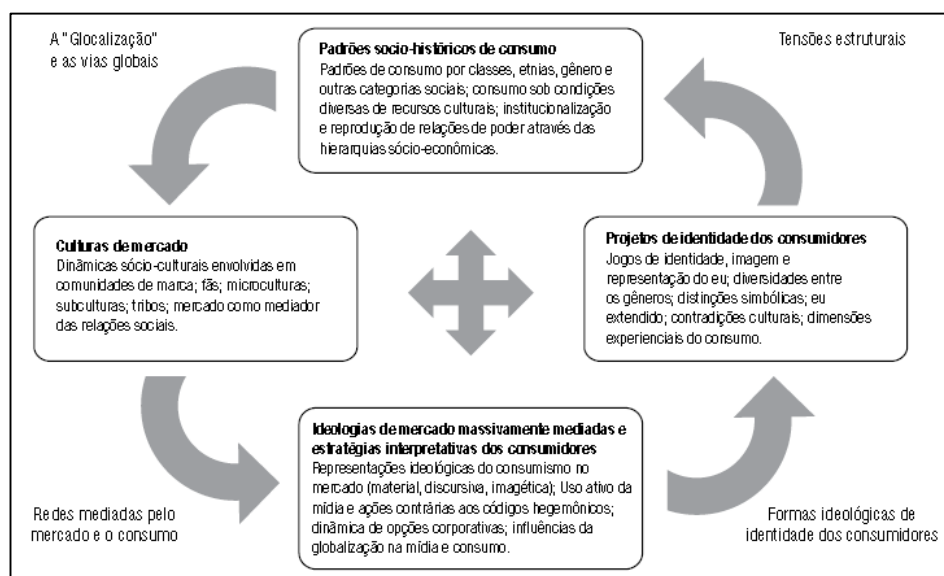 A "Glocalização"
e as vias globais
Padrões socio-históricos de consumo
Padrões de consumo por classes, etnias, gênero e
outras categorias sociais; consumo sob condições
diversas de recursos culturais; institucionalização
e reprodução de relações de poder através das
hierarquias sócio-econômicas.
Tensões estruturais
Culturas de mercado
Dinâmicas sócio-culturais envolvidas em
comunidades de marca; fãs; microculturas;
subculturas; tribos; mercado como mediador
das relações sociais.
Projetos de identidade dos consumidores
Jogos de identidade, imagem e
representação do eu; diversidades entre
os gêneros; distinções simbólicas; eu
extendido; contradições culturais; dimensões
experienciais do consumo.
Redes mediadas pelo
mercado e o consumo
Ideologias de mercado massivamente mediadas e
estratégias interpretativas dos consumidores
Representações ideológicas do consumismo no
mercado (material, discursiva, imagética); Uso ativo da
mídia e ações contrárias aos códigos hegemônicos;
dinâmica de opções corporativas; influências da
globalização na mídia e consumo.
Formas ideológicas de
identidade dos consumidores